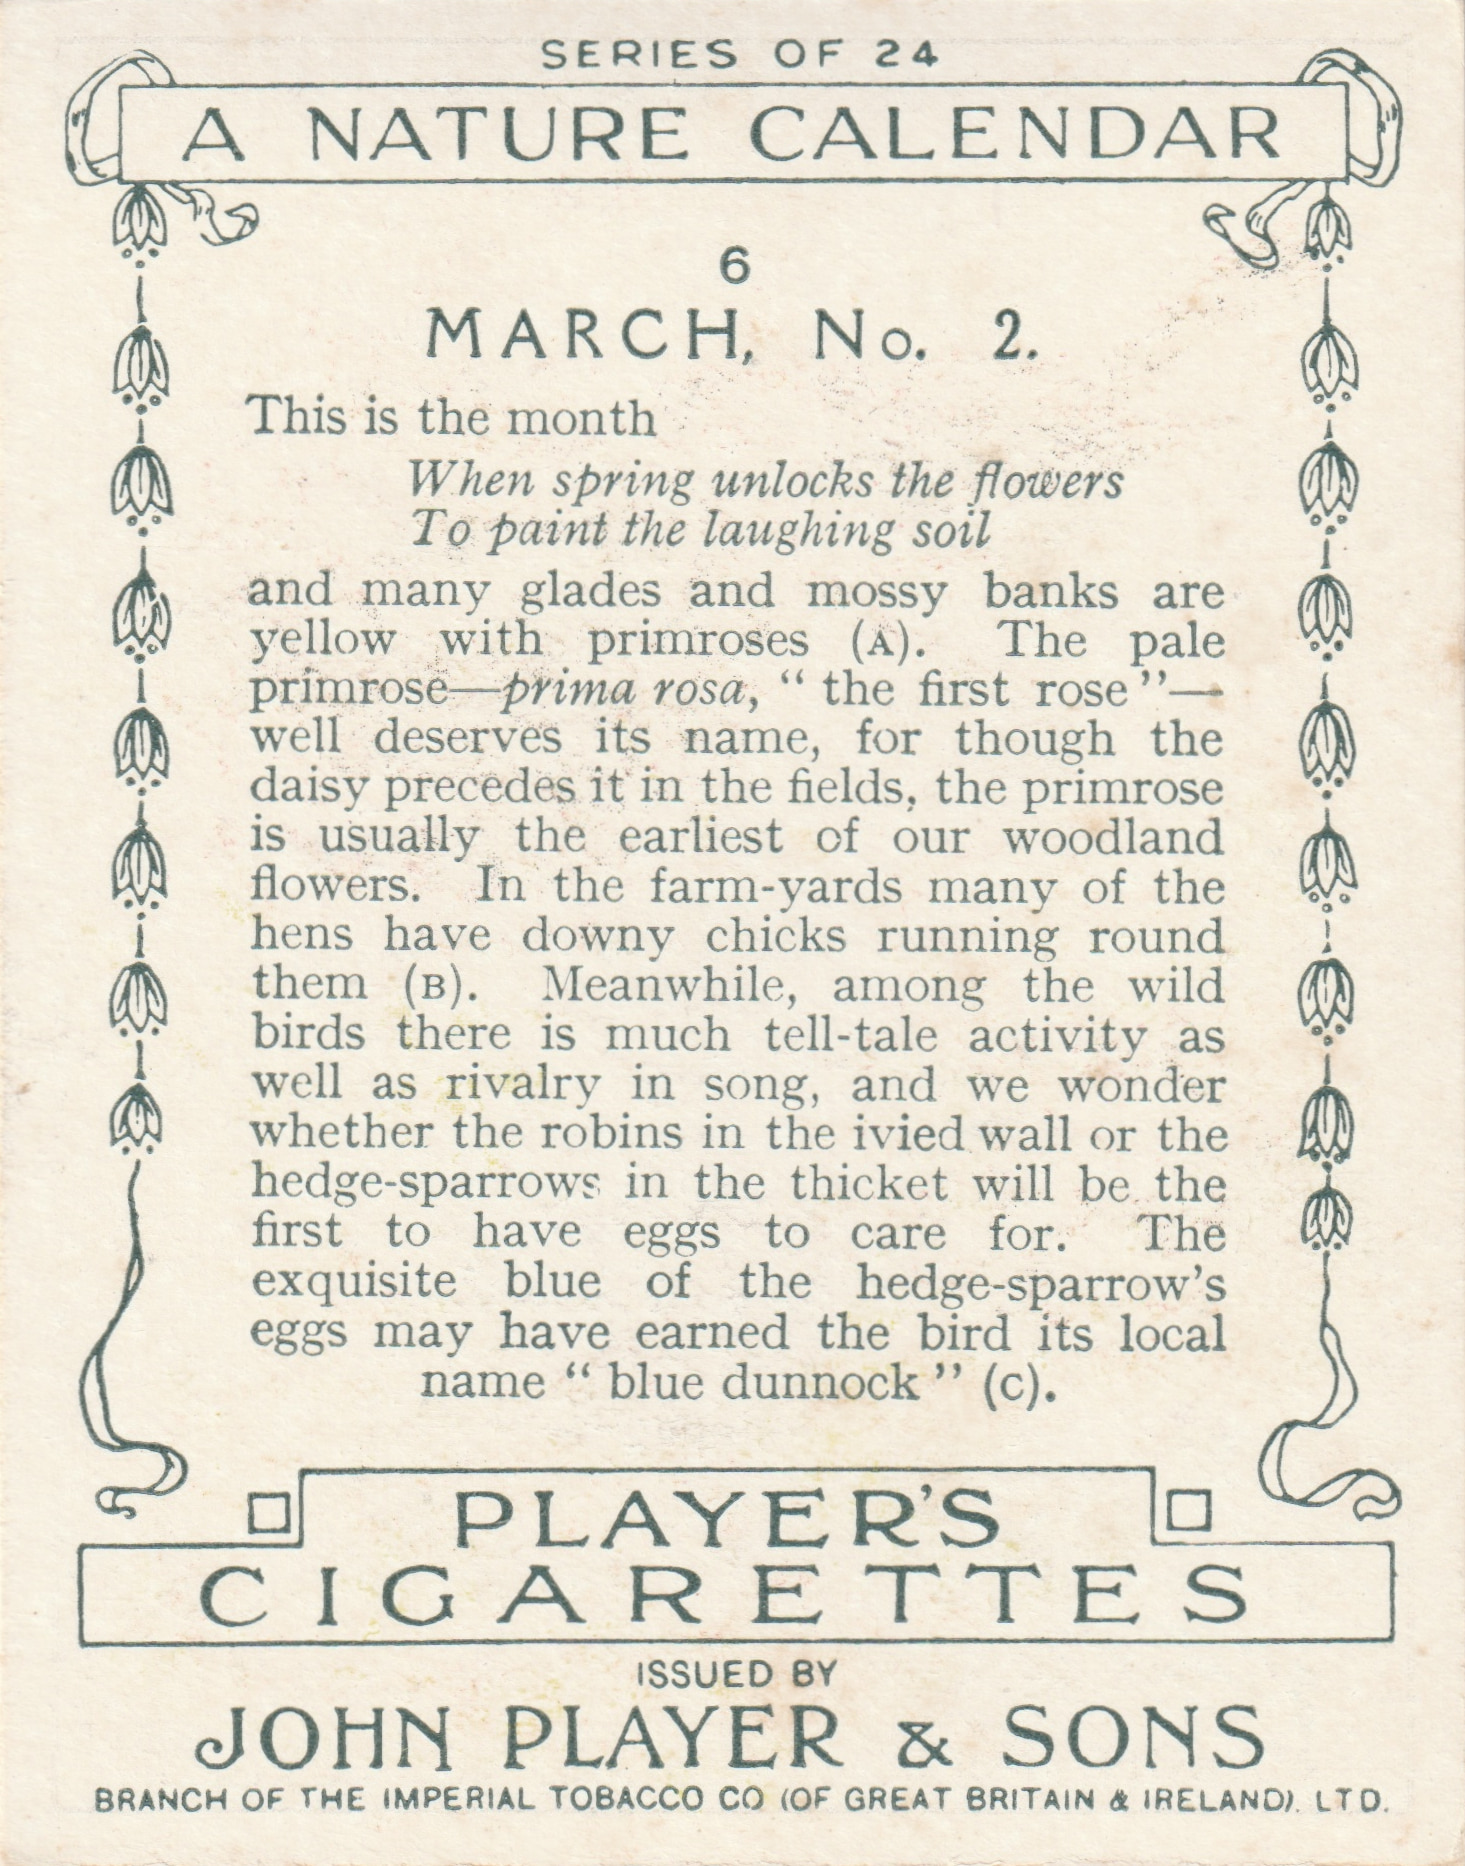 SERIES OF 24
A NATURE CALENDAR
6
MARCH, No. 2.
This is the month
When spring unlocks the flowers
To paint the laughing soil
and many glades and mossy banks are
yellow with primroses (A). The pale
primrose—prima rosa, “ the first rose ”—
well deserves its name, for though the
daisy precedes it in the fields, the primrose
is usually the earliest of our woodland
flowers. In the farm-yards many of the
hens have downy chicks running round
them (B). Meanwhile, among the wild
birds there is much tell-tale activity as
well as rivalry in song, and we wonder
whether the robins in the ivied wall or the
hedge-sparrows in the thicket will be the
first to have eggs to care for. The
exquisite blue of the hedge-sparrow’s
eggs may have earned the bird its local
name “ blue dunnock ” (C).
PLAYER’S
CIGARETTES
ISSUED BY
JOHN PLAYER & SONS
BRANCH OF THE IMPERIAL TOBACCO CO (OF GREAT BRITAIN & IRELAND). LTD.